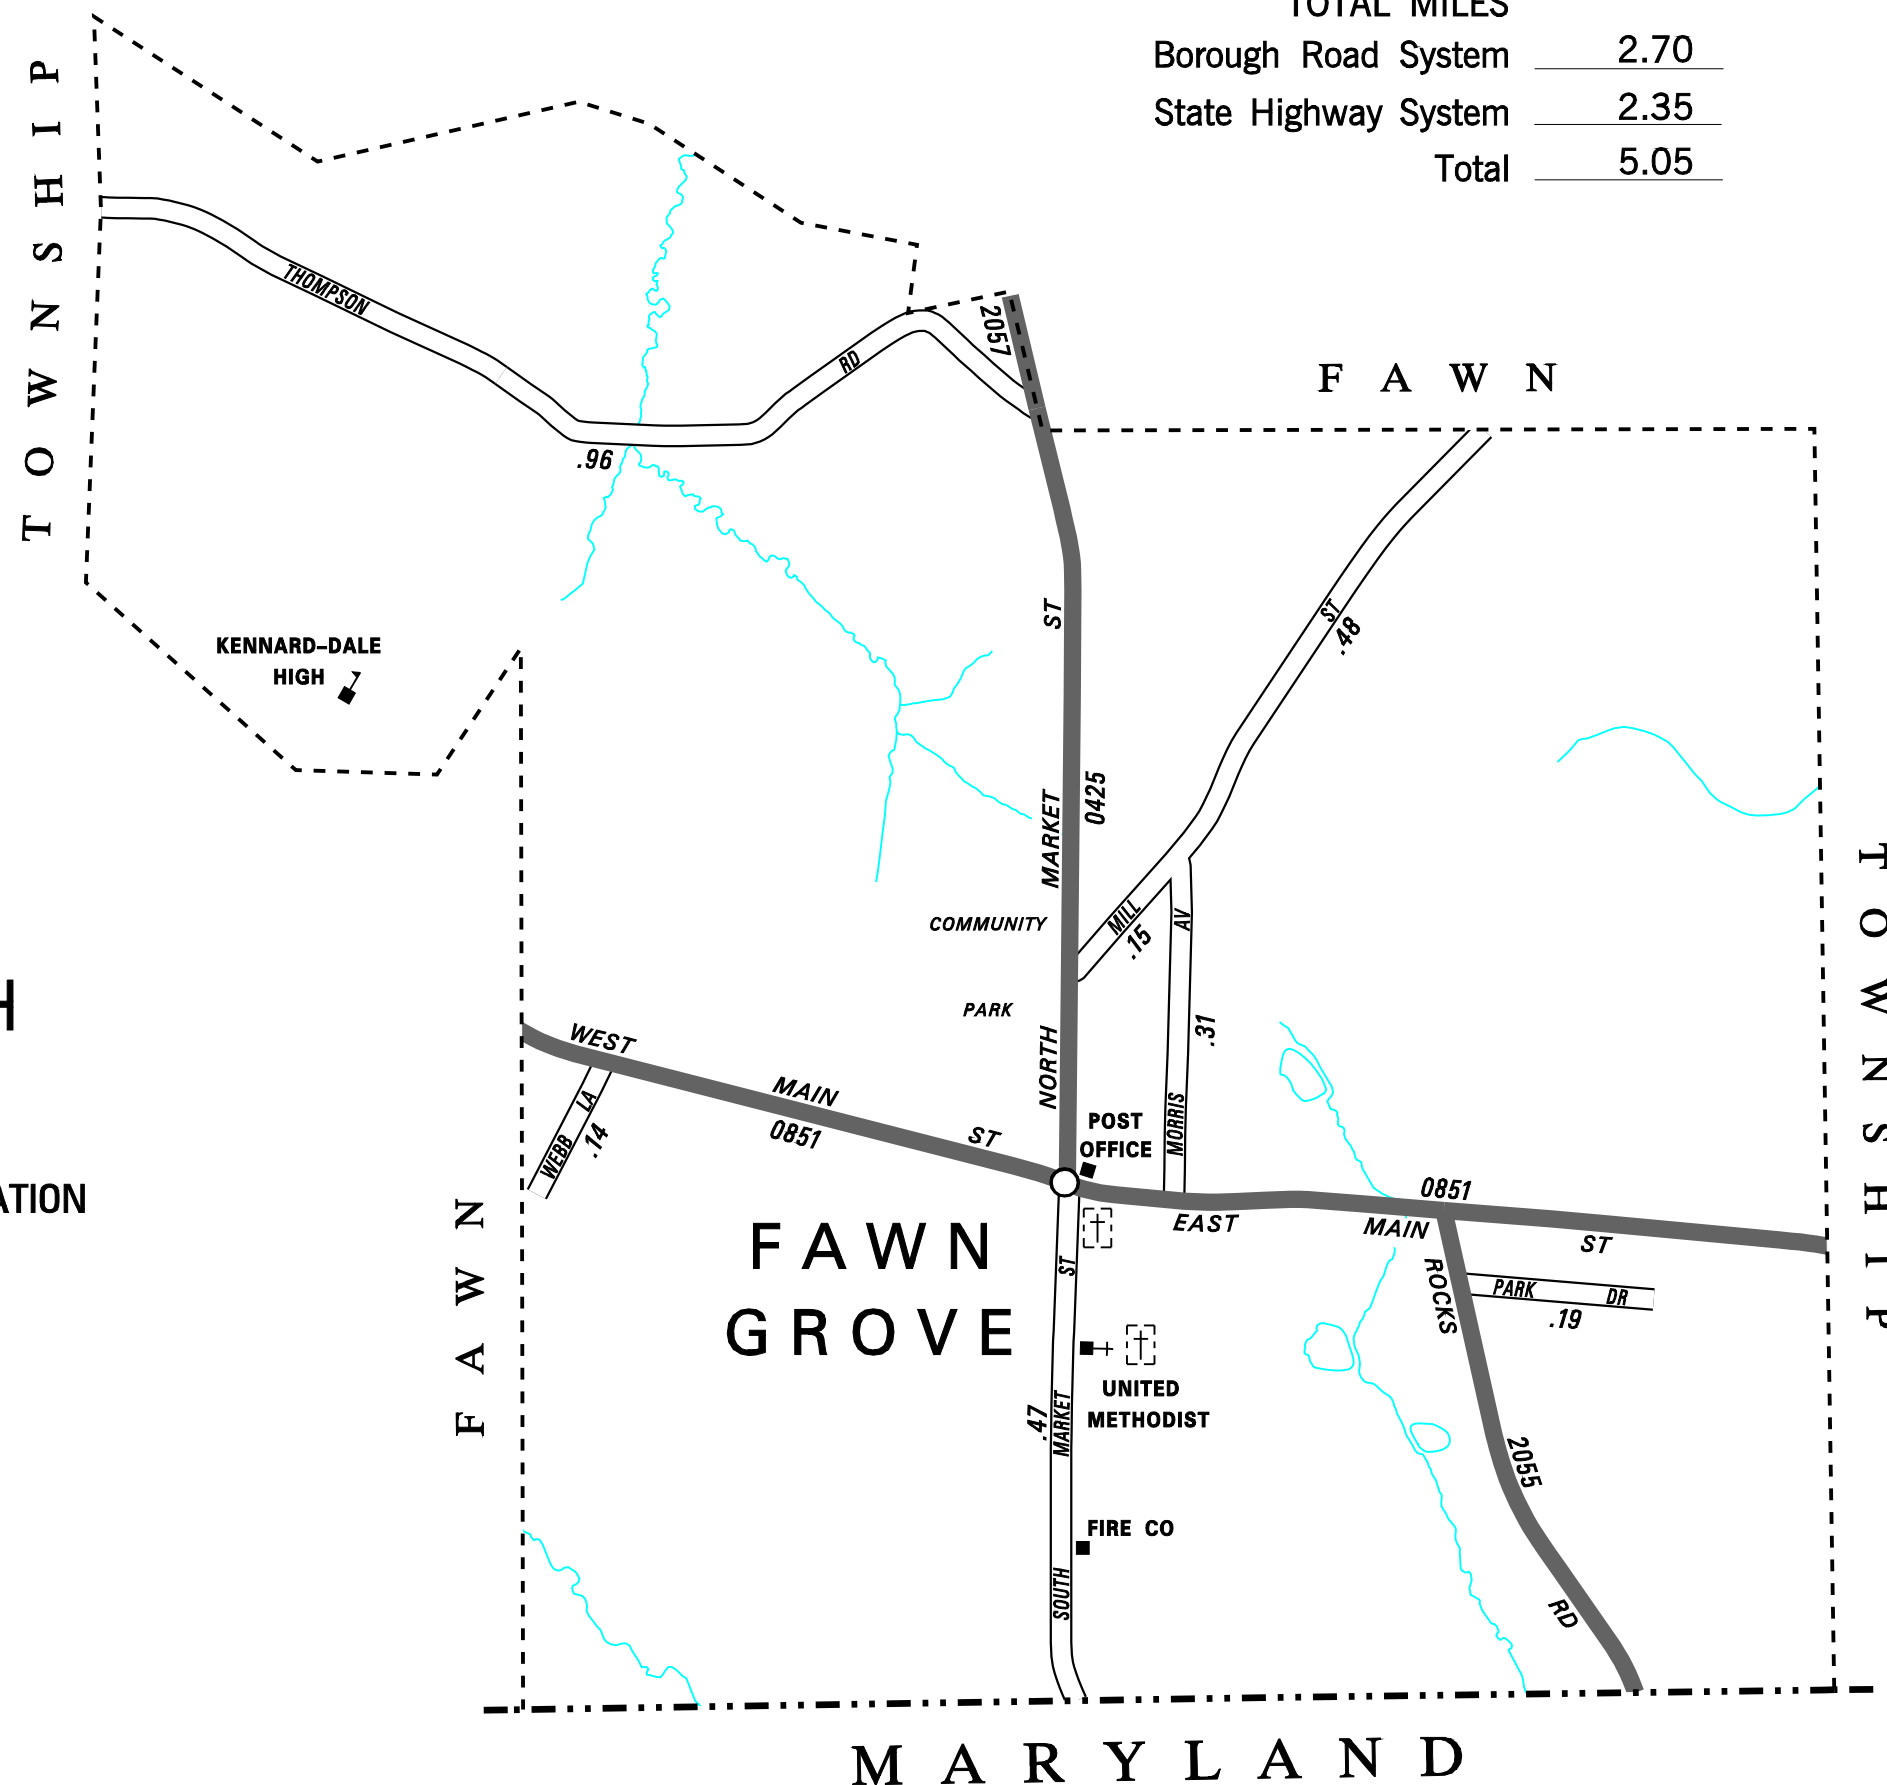 TOTAL MILES
Borough Road System 2.70
State Highway System 2.35
Total 5.05
TOWNSHIP
THOMPSON
RD
2057
.96
FAWN
ST
.48
ST
KENNARD–DALE
HIGH
MARKET
0425
TOWNSHIP
COMMUNITY
MILL
.15
AV
PARK
H
.31
NORTH
WEST
MAIN
ST
0851
LA
WEBB
.14
MORRIS
POST
OFFICE
ATION
0851
EAST
MAIN
ST
FAWN
FAWN
GROVE
ST
ROCKS
PARK DR
.19
UNITED
METHODIST
.47
MARKET
2055
FIRE CO
SOUTH
RD
MARYLAND